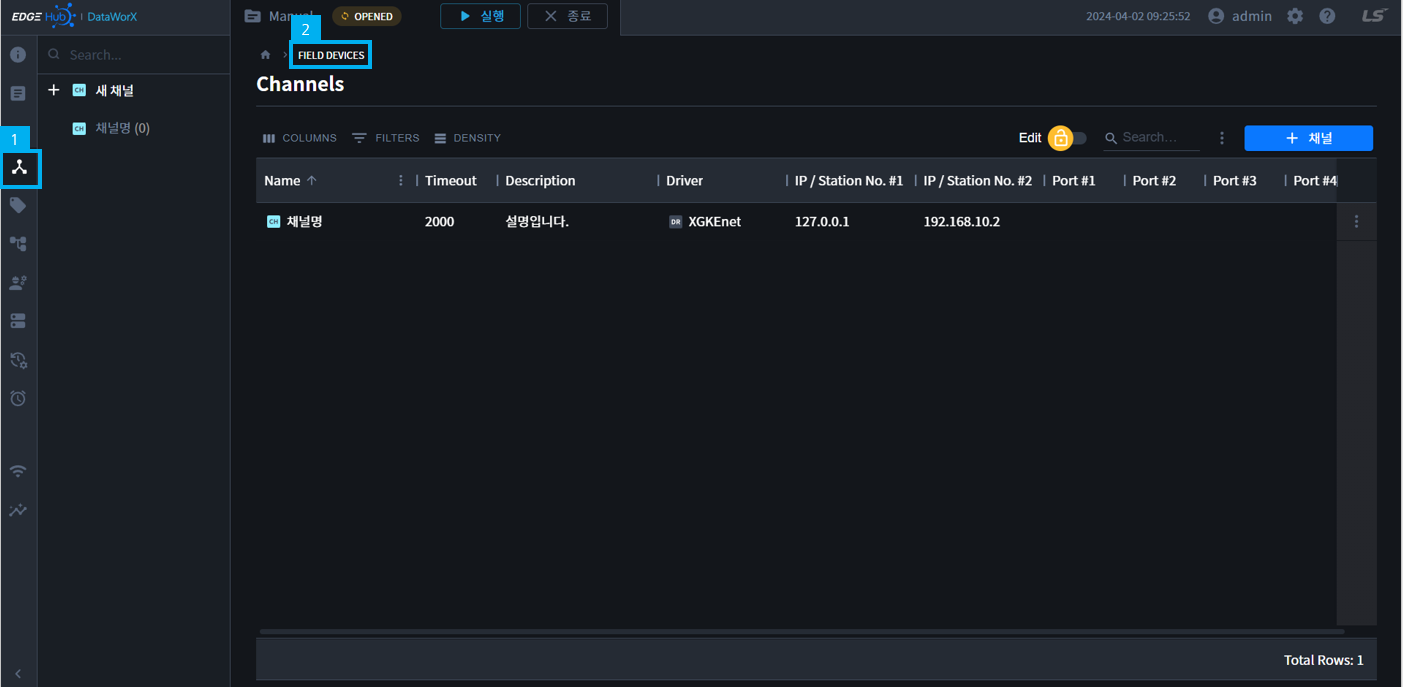 EDGE Hub | DataWorX
Manual
OPENED
실행
종료
2024-04-02 09:25:52
admin
LS
2
Search...
FIELD DEVICES
새 채널
Channels
채널명 (0)
1
COLUMNS FILTERS DENSITY
Edit
Search...
채널
Name Timeout Description Driver IP / Station No. #1 IP / Station No. #2 Port #1 Port #2 Port #3 Port #4
CH 채널명 2000 설명입니다. DR XGKEnet 127.0.0.1 192.168.10.2
Total Rows: 1